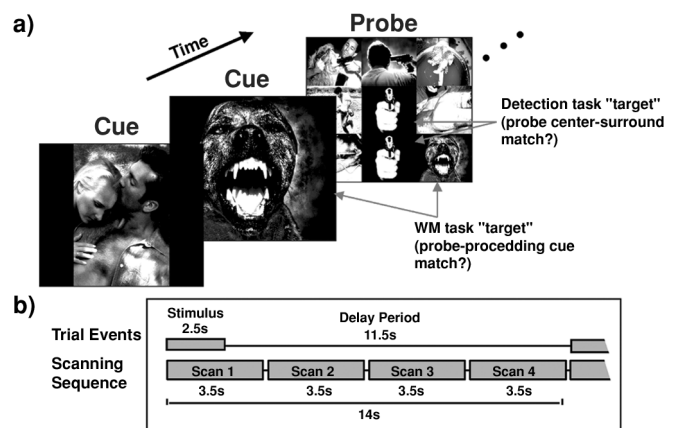 a)
Time
Probe
Cue
Cue
Detection task "target"
(probe center-surround
match?)
WM task "target"
(probe-procedding cue
match?)
b)
Stimulus
2.5s
Delay Period
11.5s
Trial Events
Scanning
Sequence
Scan 1
Scan 2
Scan 3
Scan 4
3.5s
3.5s
3.5s
3.5s
14s